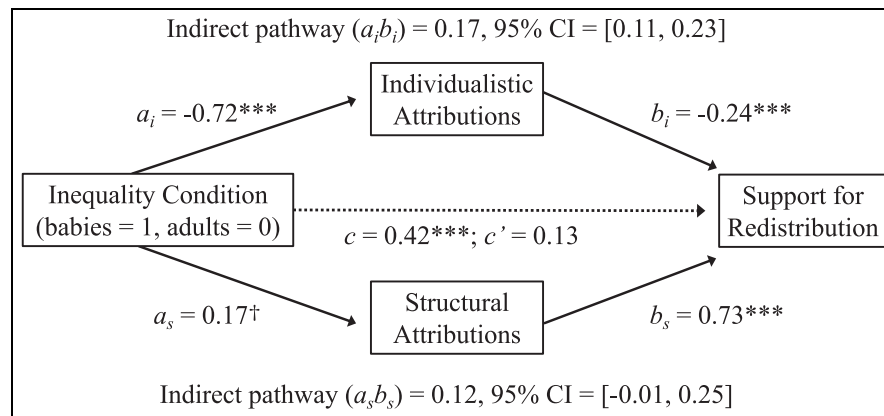 Indirect pathway (aᵢbᵢ) = 0.17, 95% CI = [0.11, 0.23]
Individualistic
Attributions
aᵢ = -0.72***
bᵢ = -0.24***
Inequality Condition
(babies = 1, adults = 0)
Support for
Redistribution
c = 0.42***; c’ = 0.13
Structural
Attributions
aₛ = 0.17†
bₛ = 0.73***
Indirect pathway (aₛbₛ) = 0.12, 95% CI = [-0.01, 0.25]